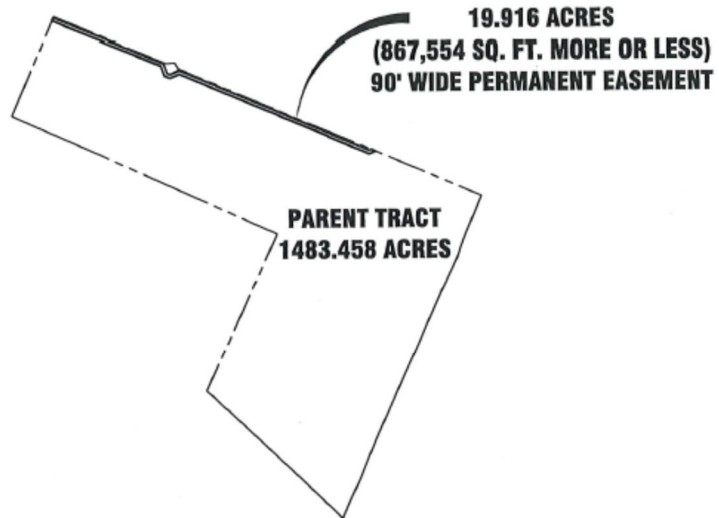 19.916 ACRES
(867,554 SQ. FT. MORE OR LESS)
90' WIDE PERMANENT EASEMENT
PARENT TRACT
1483.458 ACRES